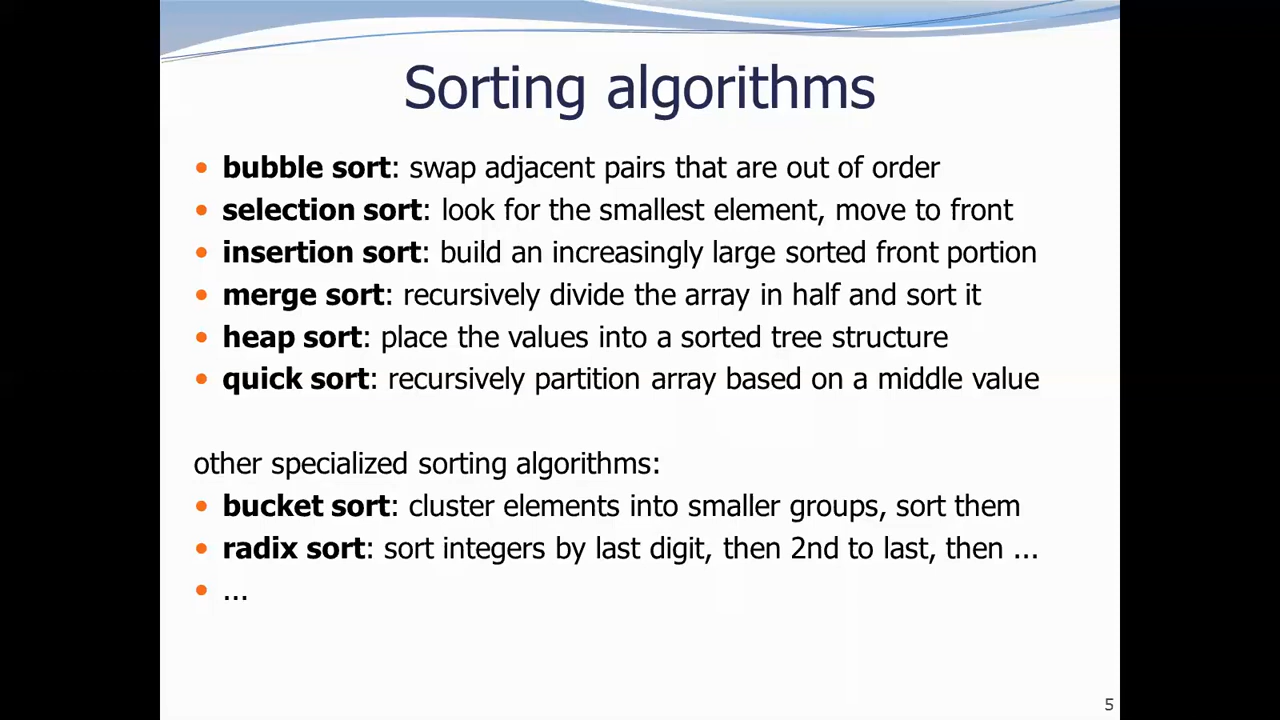 Sorting algorithms
• bubble sort: swap adjacent pairs that are out of order
• selection sort: look for the smallest element, move to front
• insertion sort: build an increasingly large sorted front portion
• merge sort: recursively divide the array in half and sort it
• heap sort: place the values into a sorted tree structure
• quick sort: recursively partition array based on a middle value
other specialized sorting algorithms:
• bucket sort: cluster elements into smaller groups, sort them
• radix sort: sort integers by last digit, then 2nd to last, then ...
• ...
5